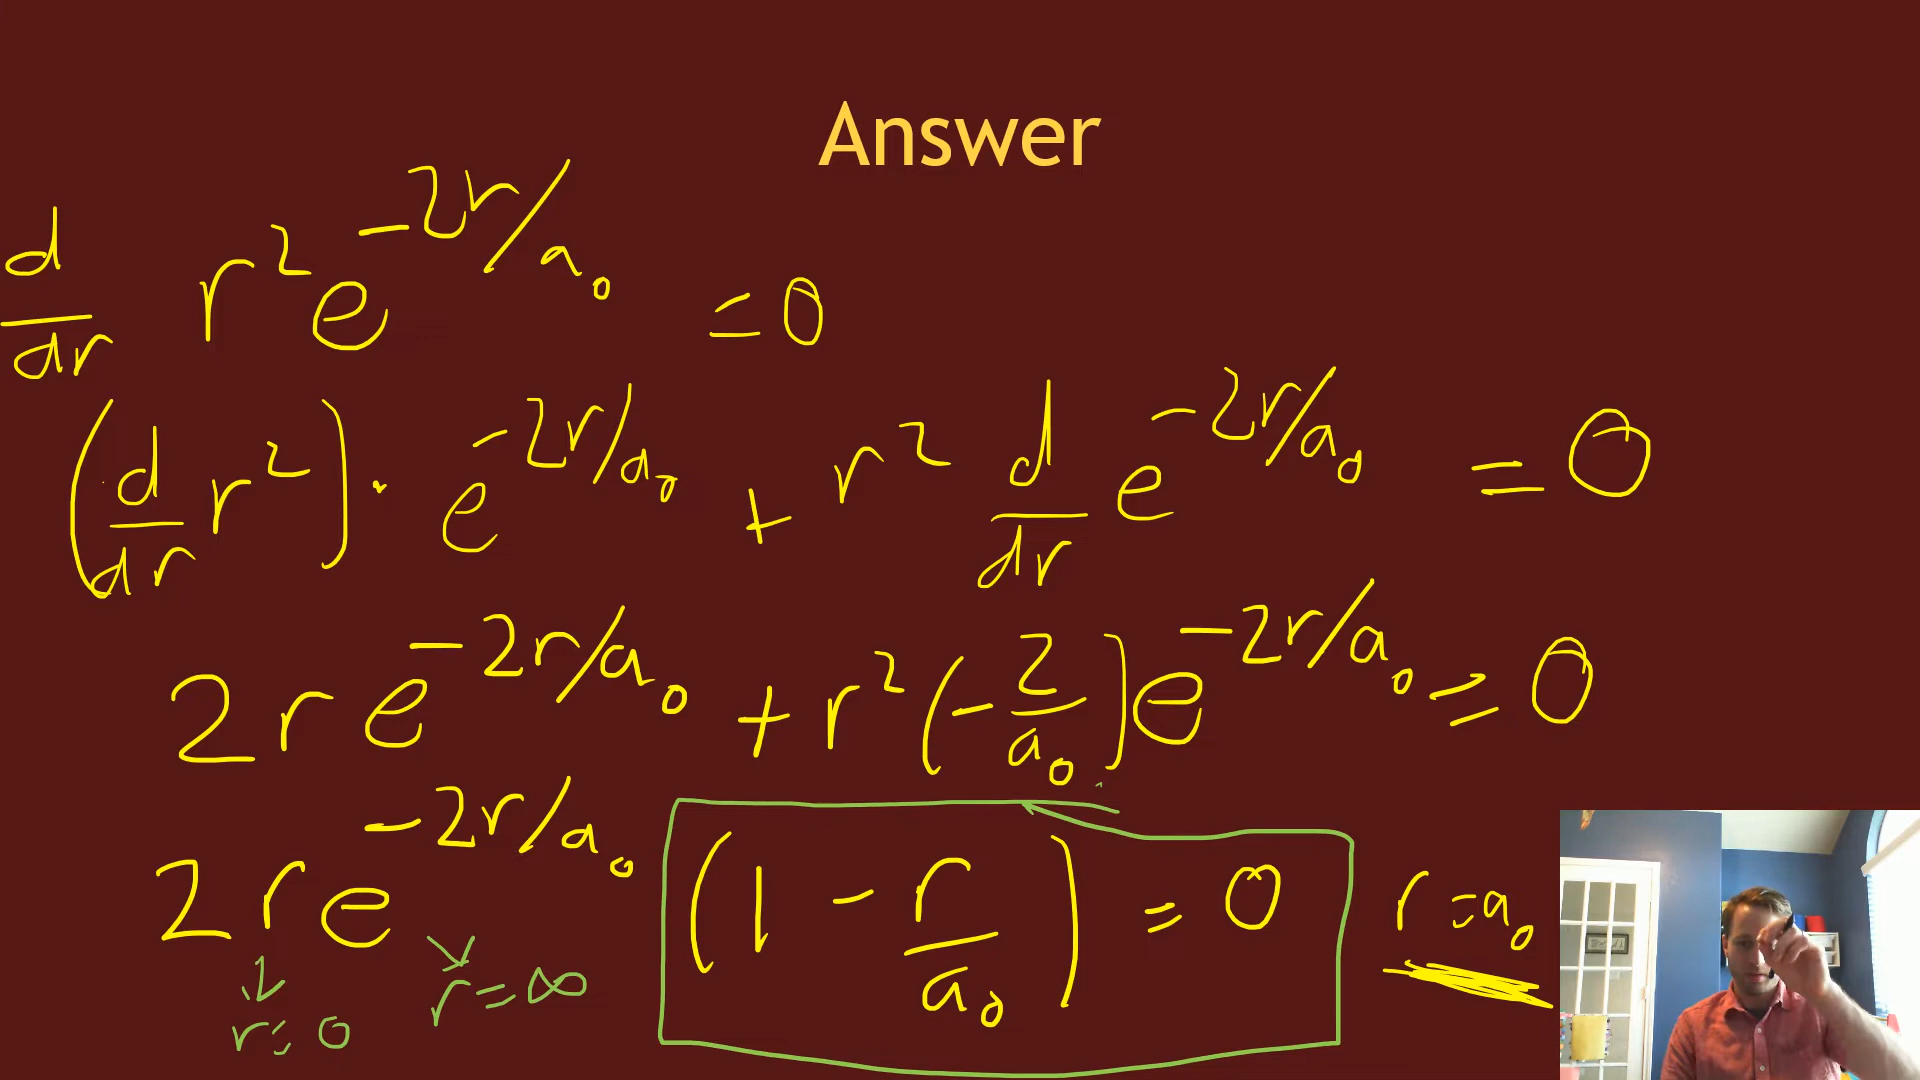 Answer
d/dr r²e^(-2r/a₀) = 0
(d/dr r²) · e^(-2r/a₀) + r² d/dr e^(-2r/a₀) = 0
2re^(-2r/a₀) + r²(-2/a₀)e^(-2r/a₀) = 0
2re^(-2r/a₀) (1 - r/a₀) = 0 r = a₀
r = 0 r = ∞